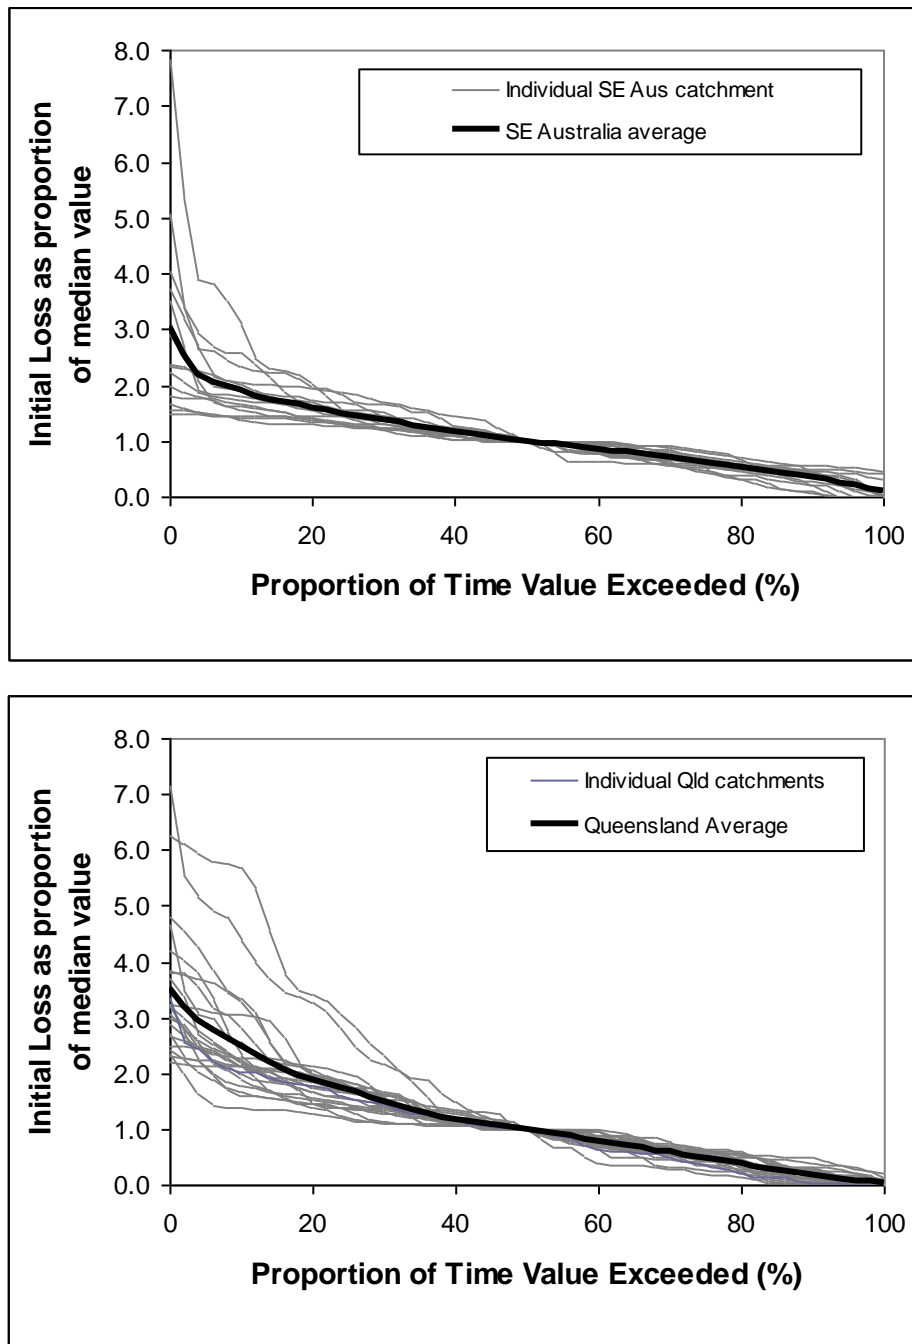 8.0
7.0
6.0
5.0
4.0
3.0
2.0
1.0
0.0
Initial Loss as proportion
of median value
Individual SE Aus catchment
SE Australia average
0 20 40 60 80 100
Proportion of Time Value Exceeded (%)
8.0
7.0
6.0
5.0
4.0
3.0
2.0
1.0
0.0
Initial Loss as proportion
of median value
Individual Qld catchments
Queensland Average
0 20 40 60 80 100
Proportion of Time Value Exceeded (%)